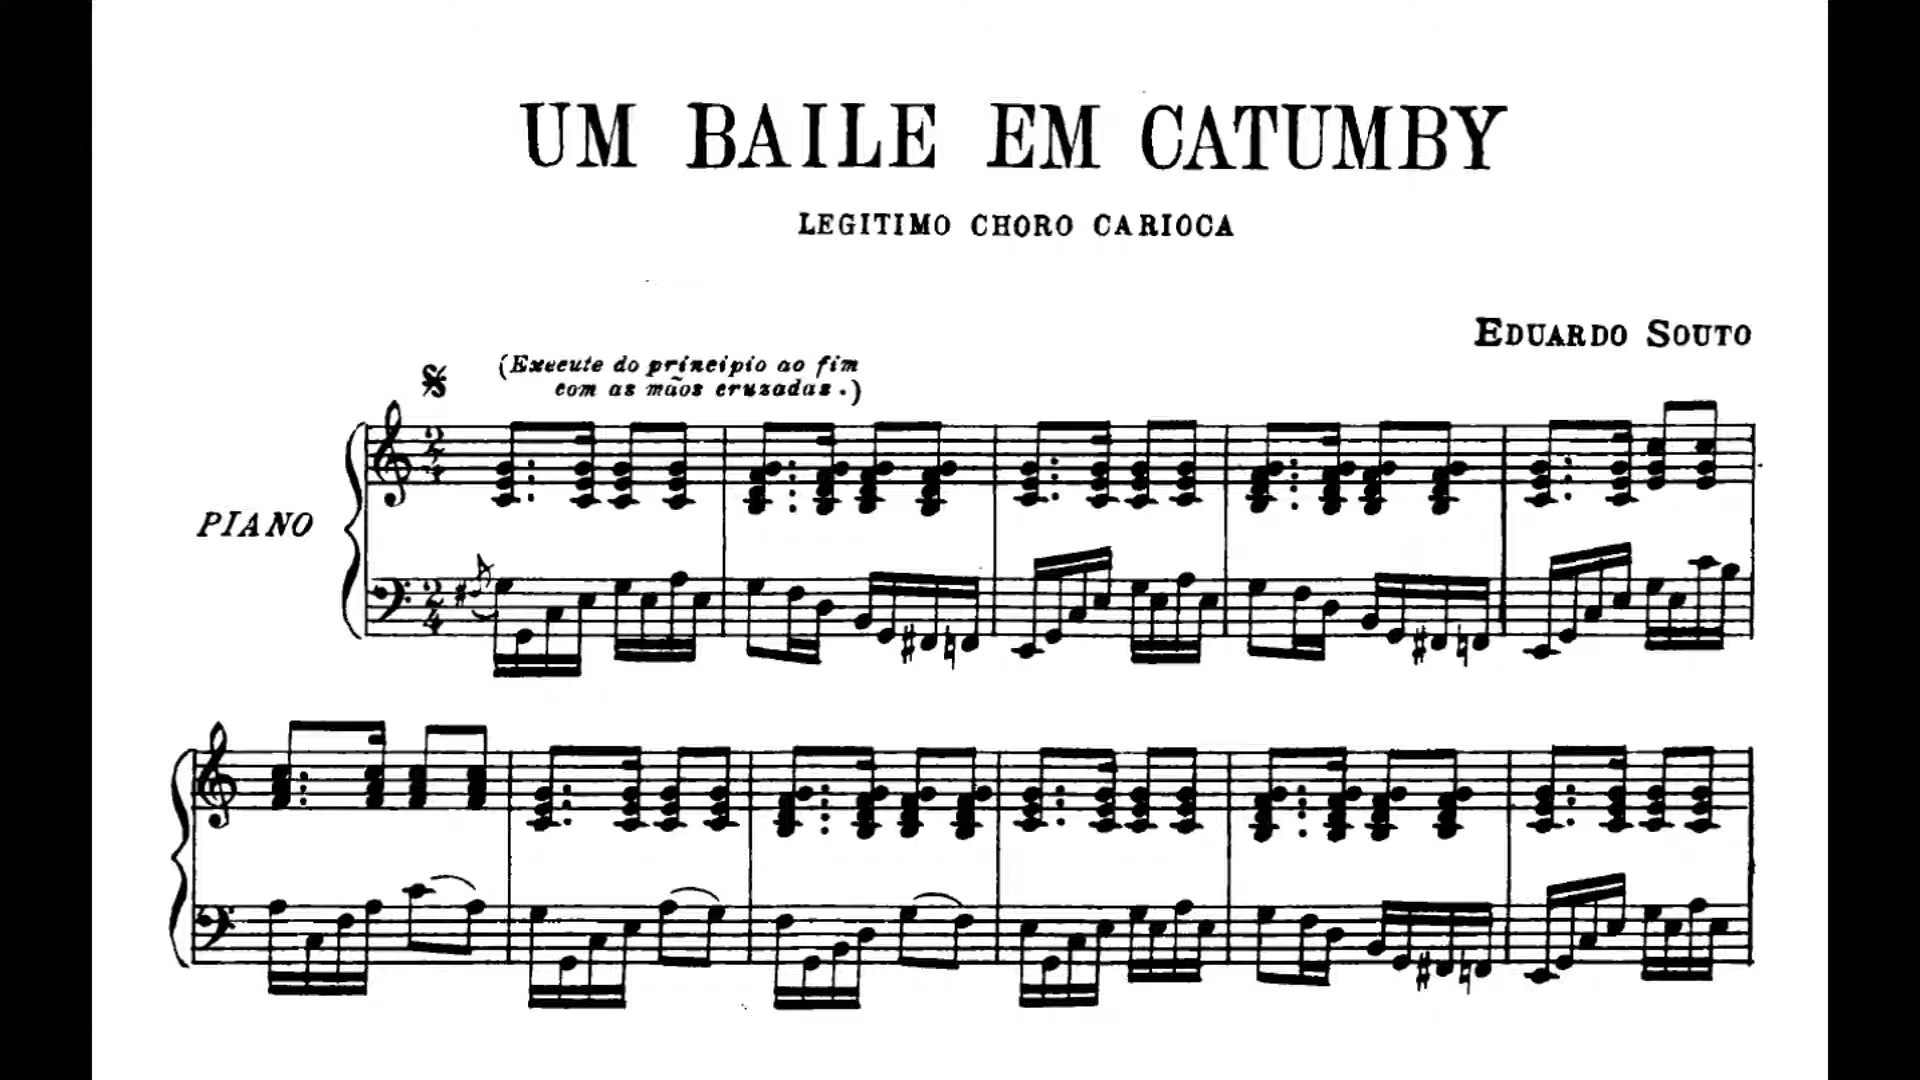 UM BAILE EM CATUMBY
LEGITIMO CHORO CARIOCA
EDUARDO SOUTO
(Execute do principio ao fim
com as mãos cruzadas.)
PIANO